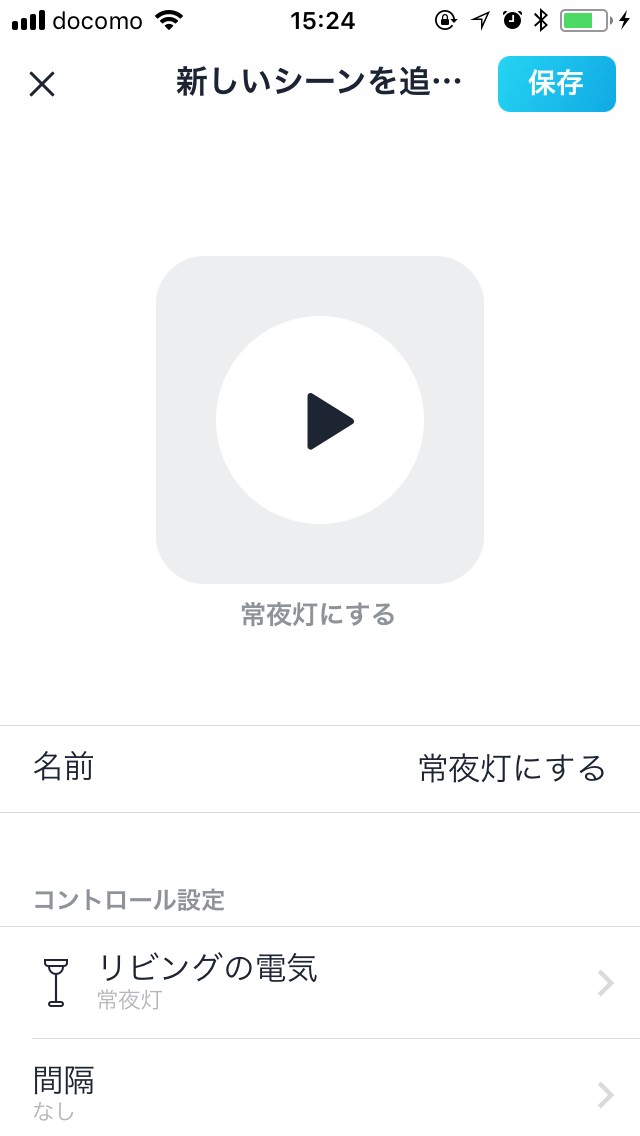 docomo 15:24
新しいシーンを追… 保存
常夜灯にする
名前 常夜灯にする
コントロール設定
リビングの電気
常夜灯
間隔
なし